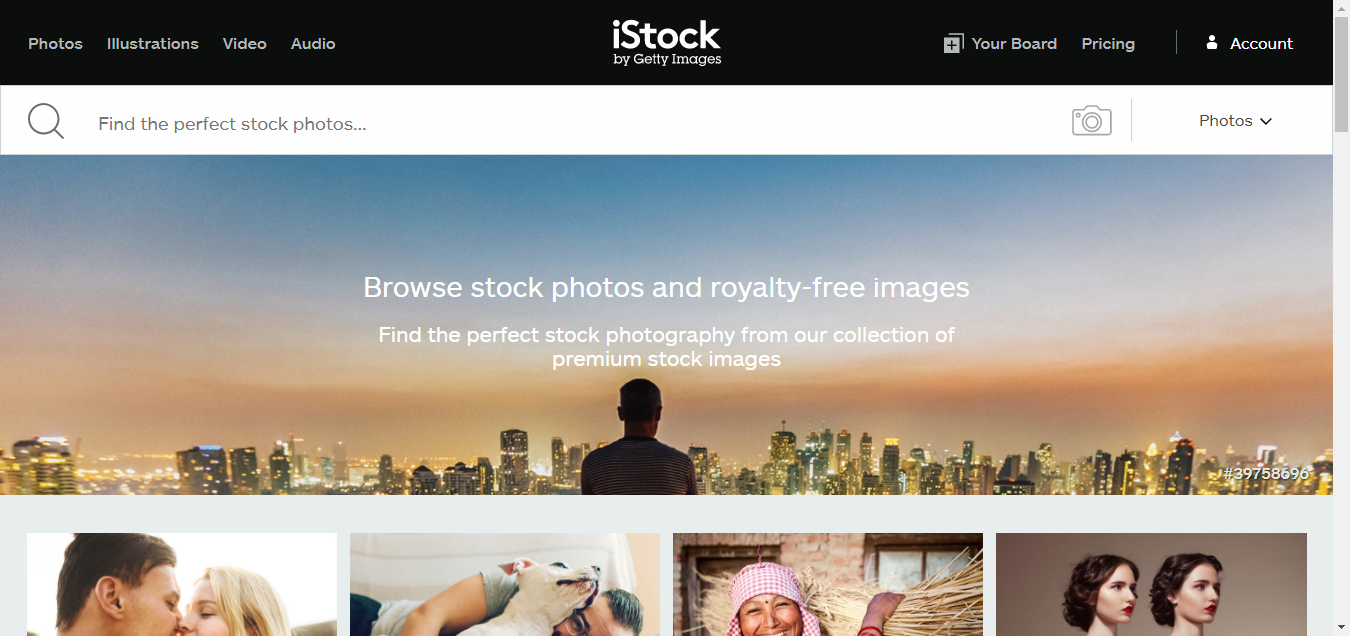 Photos Illustrations Video Audio
iStock
by Getty Images
Your Board Pricing
Account
Find the perfect stock photos...
Photos
Browse stock photos and royalty-free images
Find the perfect stock photography from our collection of
premium stock images
#39758696